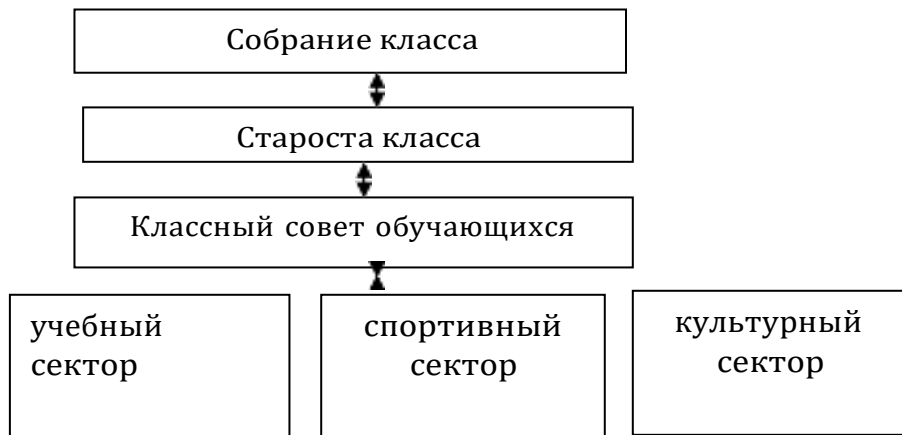 Собрание класса
Староста класса
Классный совет обучающихся
учебный
сектор
спортивный
сектор
культурный
сектор